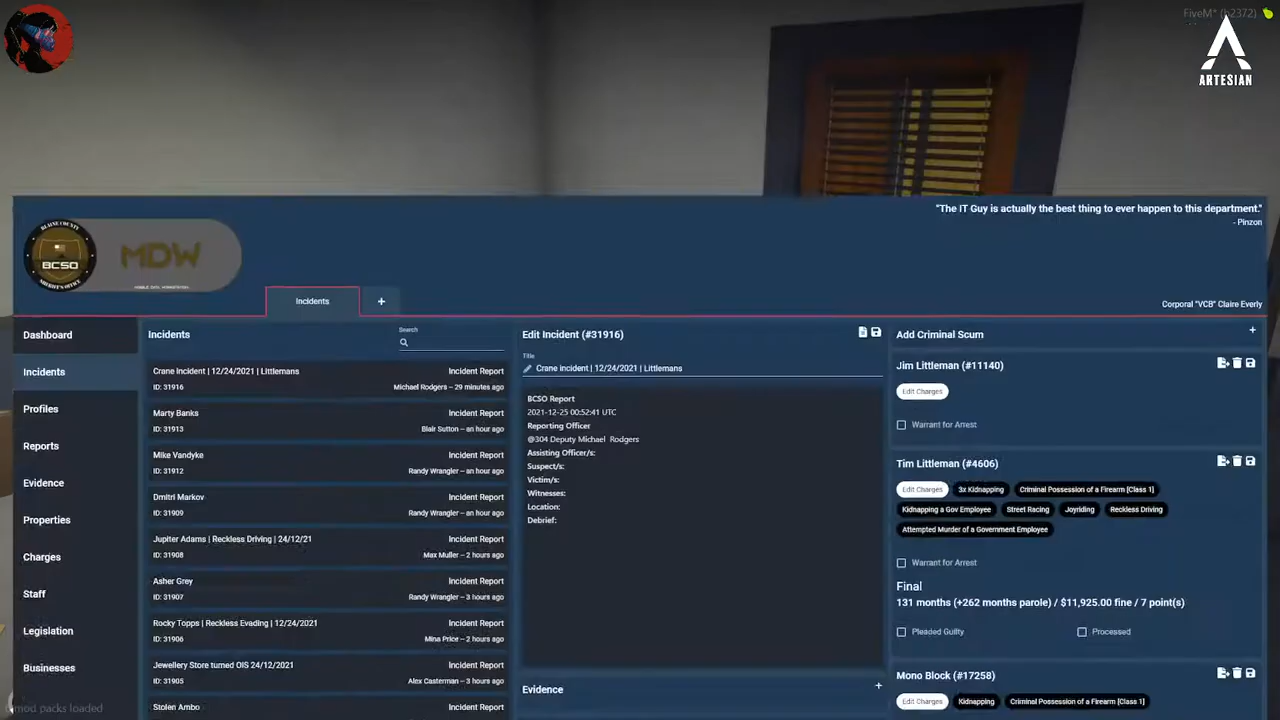 FiveM* (b2372)
ARTESIAN
"The IT Guy is actually the best thing to ever happen to this department."
- Pinzon
BLAINE COUNTY
BCSO
SHERIFF'S OFFICE
MDW
MOBILE DATA WORKSTATION
Incidents
+
Corporal "VCB" Claire Everly
Dashboard
Incidents
Profiles
Reports
Evidence
Properties
Charges
Staff
Legislation
Businesses
Incidents
Search
Crane Incident | 12/24/2021 | Littlemans
Incident Report
ID: 31916
Michael Rodgers – 29 minutes ago
Marty Banks
Incident Report
ID: 31913
Blair Sutton – an hour ago
Mike Vandyke
Incident Report
ID: 31912
Randy Wrangler – an hour ago
Dmitri Markov
Incident Report
ID: 31909
Randy Wrangler – an hour ago
Jupiter Adams | Reckless Driving | 24/12/21
Incident Report
ID: 31908
Max Muller – 2 hours ago
Asher Grey
Incident Report
ID: 31907
Randy Wrangler – 3 hours ago
Rocky Topps | Reckless Evading | 12/24/2021
Incident Report
ID: 31906
Mina Price – 2 hours ago
Jewellery Store turned OIS 24/12/2021
Incident Report
ID: 31905
Alex Casterman – 3 hours ago
Stolen Ambo
Incident Report
Edit Incident (#31916)
Title
Crane Incident | 12/24/2021 | Littlemans
BCSO Report
2021-12-25 00:52:41 UTC
Reporting Officer
@304 Deputy Michael Rodgers
Assisting Officer/s:
Suspect/s:
Victim/s:
Witnesses:
Location:
Debrief:
Evidence
+
Add Criminal Scum
+
Jim Littleman (#11140)
Edit Charges
Warrant for Arrest
Tim Littleman (#4606)
Edit Charges 3x Kidnapping Criminal Possession of a Firearm [Class 1]
Kidnapping a Gov Employee Street Racing Joyriding Reckless Driving
Attempted Murder of a Government Employee
Warrant for Arrest
Final
131 months (+262 months parole) / $11,925.00 fine / 7 point(s)
Pleaded Guilty
Processed
Mono Block (#17258)
Edit Charges Kidnapping Criminal Possession of a Firearm [Class 1]
mod packs loaded